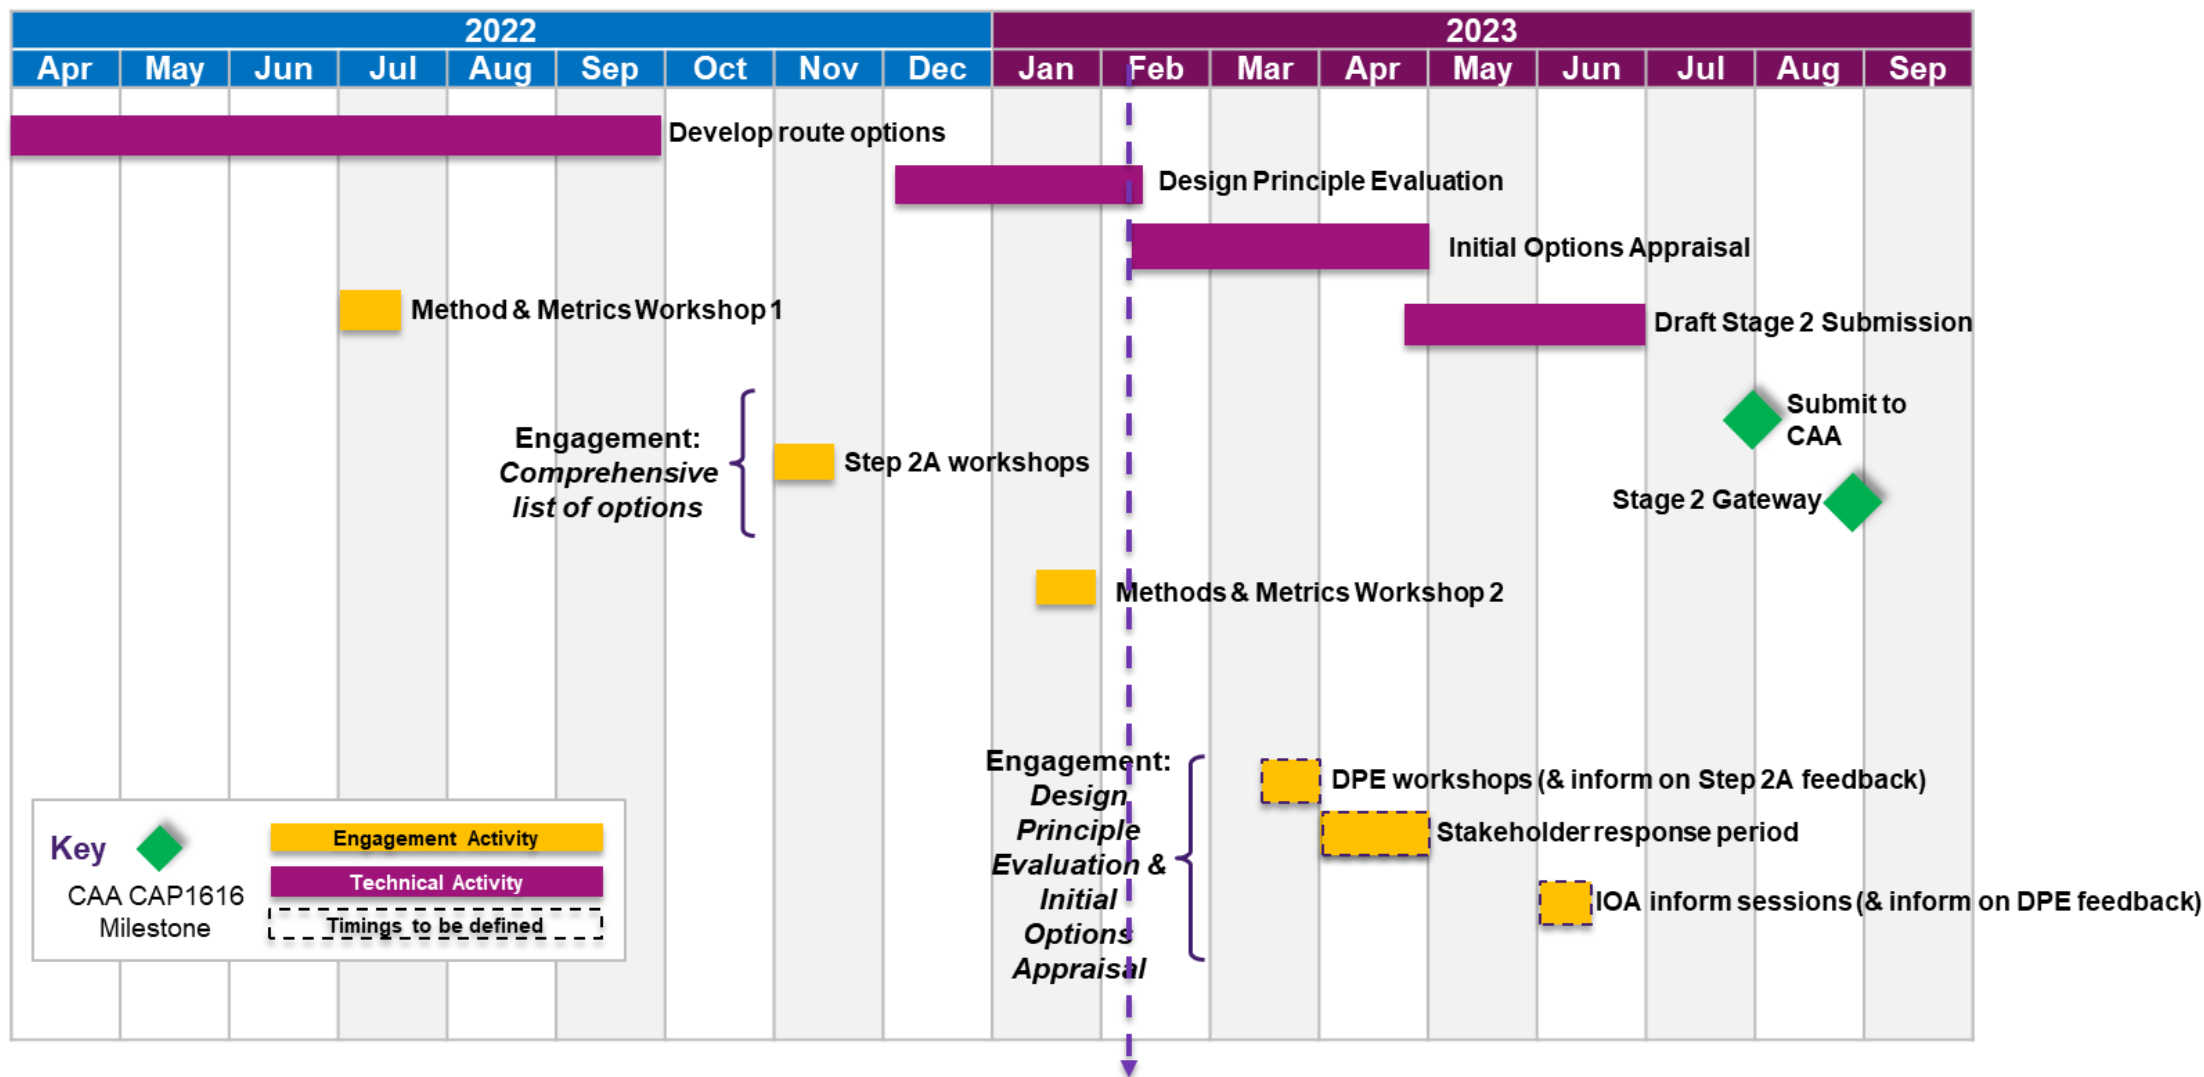 2022
2023
Apr May Jun Jul Aug Sep Oct Nov Dec Jan Feb Mar Apr May Jun Jul Aug Sep
Develop route options
Design Principle Evaluation
Initial Options Appraisal
Method & Metrics Workshop 1
Draft Stage 2 Submission
Submit to
CAA
Engagement:
Comprehensive
list of options
Step 2A workshops
Stage 2 Gateway
Methods & Metrics Workshop 2
Engagement:
Design
Principle
Evaluation &
Initial
Options
Appraisal
DPE workshops (& inform on Step 2A feedback)
Stakeholder response period
IOA inform sessions (& inform on DPE feedback)
Key
CAA CAP1616
Milestone
Engagement Activity
Technical Activity
Timings to be defined